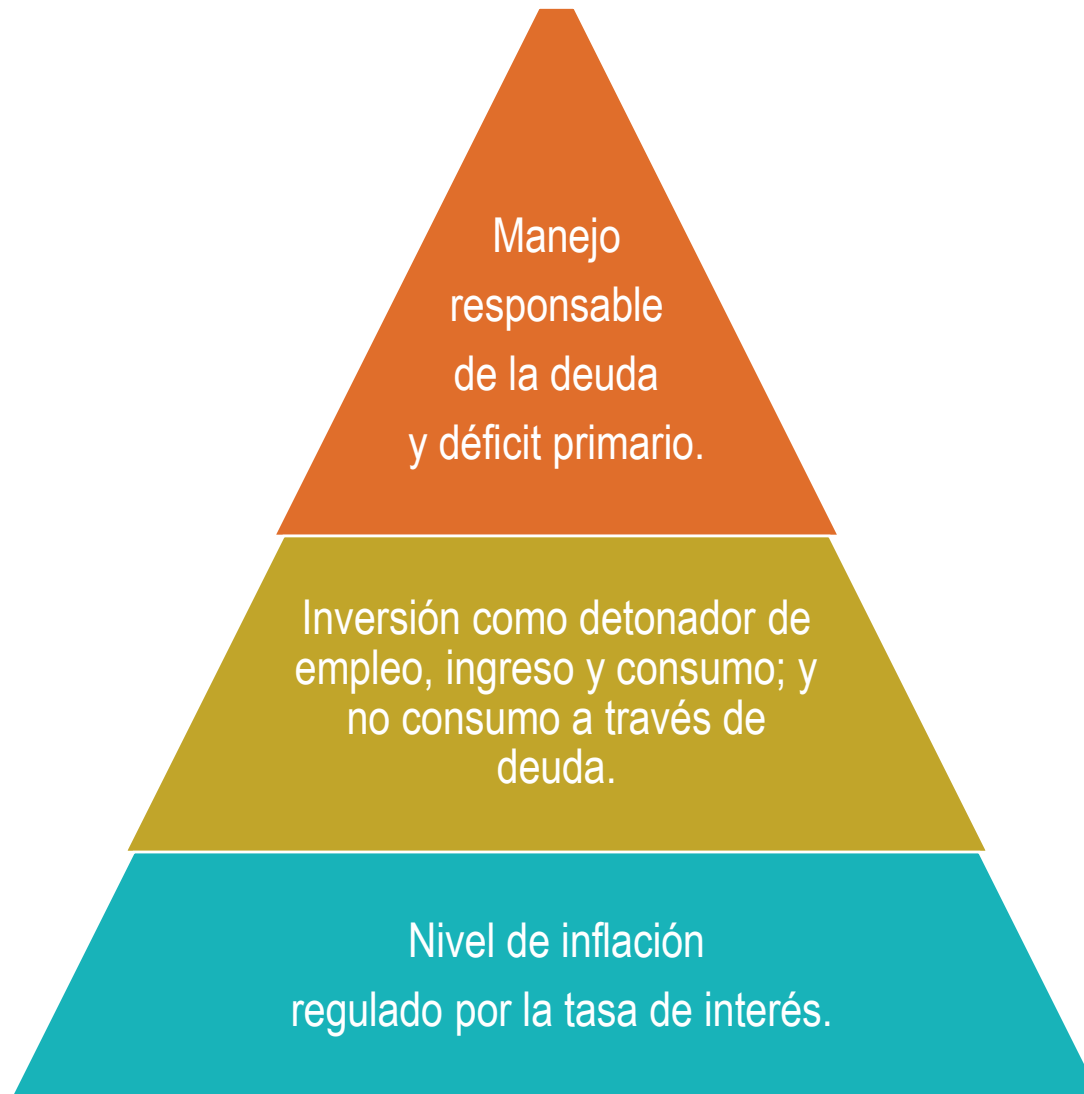 Manejo
responsable
de la deuda
y déficit primario.
Inversión como detonador de
empleo, ingreso y consumo; y
no consumo a través de
deuda.
Nivel de inflación
regulado por la tasa de interés.